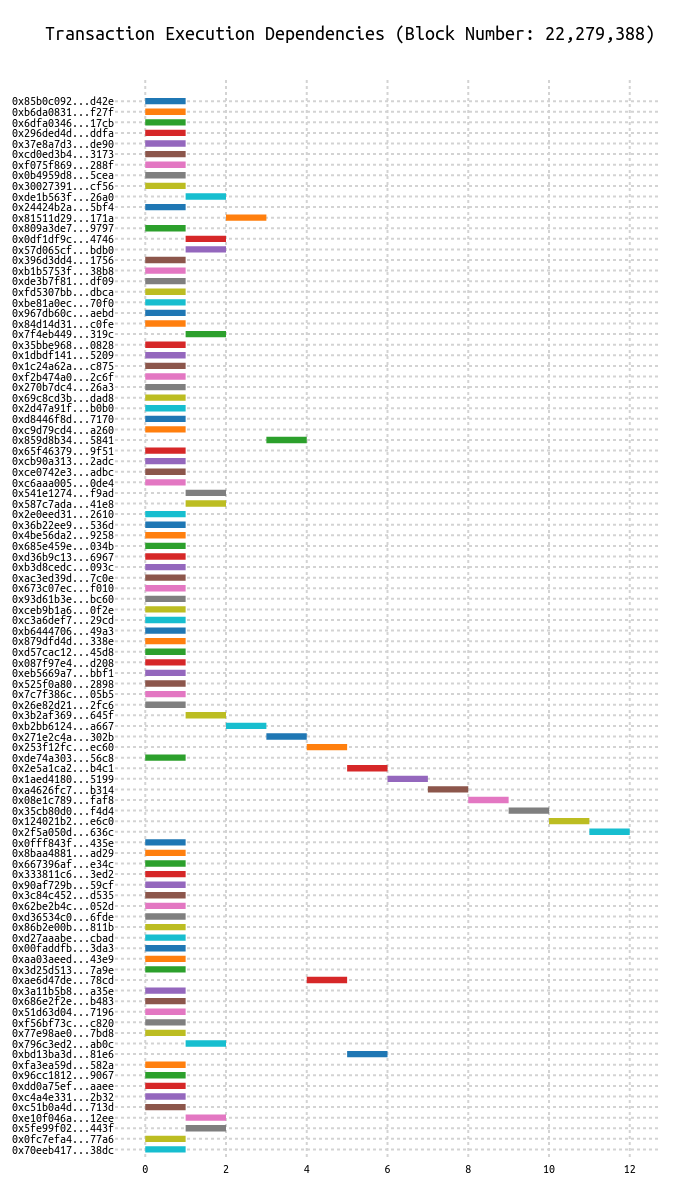 Transaction Execution Dependencies (Block Number: 22,279,388)
0x85b0c092...d42e
0xb6da0831...f27f
0x6dfa0346...17cb
0x296ded4d...ddfa
0x37e8a7d3...de90
0xcd0ed3b4...3173
0xf075f869...288f
0x0b4959d8...5cea
0x30027391...cf56
0xde1b563f...26a0
0x24424b2a...5bf4
0x81511d29...171a
0x809a3de7...9797
0x0df1df9c...4746
0x57d065cf...bdb0
0x396d3dd4...1756
0xb1b5753f...38b8
0xde3b7f81...df09
0xfd5307bb...dbca
0xbe81a0ec...70f0
0x967db60c...aebd
0x84d14d31...c0fe
0x7f4eb449...319c
0x35bbe968...0828
0x1dbdf141...5209
0x1c24a62a...c875
0xf2b474a0...2c6f
0x270b7dc4...26a3
0x69c8cd3b...dad8
0x2d47a91f...b0b0
0xd8446f8d...7170
0xc9d79cd4...a260
0x859d8b34...5841
0x65f46379...9f51
0xcb90a313...2adc
0xce0742e3...adbc
0xc6aaa005...0de4
0x541e1274...f9ad
0x587c7ada...41e8
0x2e0eed31...2610
0x36b22ee9...536d
0x4be56da2...9258
0x685e459e...034b
0xd36b9c13...6967
0xb3d8cedc...093c
0xac3ed39d...7c0e
0x673c07ec...f010
0x93d61b3e...bc60
0xceb9b1a6...0f2e
0xc3a6def7...29cd
0xb6444706...49a3
0x879dfd4d...338e
0xd57cac12...45d8
0x087f97e4...d208
0xeb5669a7...bbf1
0x525f0a80...2898
0x7c7f386c...05b5
0x26e82d21...2fc6
0x3b2af369...645f
0xb2bb6124...a667
0x271e2c4a...302b
0x253f12fc...ec60
0xde74a303...56c8
0x2e5a1ca2...b4c1
0x1aed4180...5199
0xa4626fc7...b314
0x08e1c789...faf8
0x35cb80d0...f4d4
0x124021b2...e6c0
0x2f5a050d...636c
0x0fff843f...435e
0x8baa4881...ad29
0x667396af...e34c
0x333811c6...3ed2
0x90af729b...59cf
0x3c84c452...d535
0x62be2b4c...052d
0xd36534c0...6fde
0x86b2e00b...811b
0xd27aaabe...cbad
0x00faddfb...3da3
0xaa03aeed...43e9
0x3d25d513...7a9e
0xae6d47de...78cd
0x3a11b5b8...a35e
0x686e2f2e...b483
0x51d63d04...7196
0xf56bf73c...c820
0x77e98ae0...7bd8
0x796c3ed2...ab0c
0xbd13ba3d...81e6
0xfa3ea59d...582a
0x96cc1812...9067
0xdd0a75ef...aaee
0xc4a4e331...2b32
0xc51b0a4d...713d
0xe10f046a...12ee
0x5fe99f02...443f
0x0fc7efa4...77a6
0x70eeb417...38dc
0 2 4 6 8 10 12